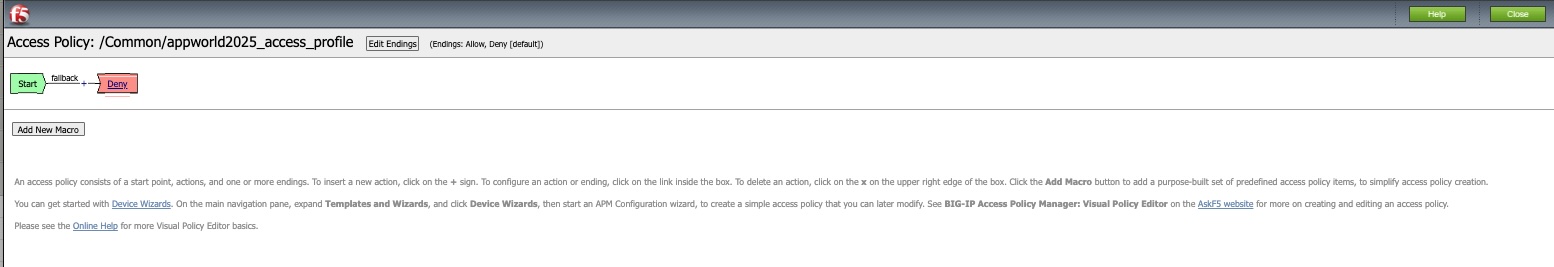 f5
Help
Close
Access Policy: /Common/appworld2025_access_profile
Edit Endings
(Endings: Allow, Deny [default])
Start
fallback
+
Deny
Add New Macro
An access policy consists of a start point, actions, and one or more endings. To insert a new action, click on the + sign. To configure an action or ending, click on the link inside the box. To delete an action, click on the x on the upper right edge of the box. Click the Add Macro button to add a purpose-built set of predefined access policy items, to simplify access policy creation.
You can get started with Device Wizards. On the main navigation pane, expand Templates and Wizards, and click Device Wizards, then start an APM Configuration wizard, to create a simple access policy that you can later modify. See BIG-IP Access Policy Manager: Visual Policy Editor on the AskF5 website for more on creating and editing an access policy.
Please see the Online Help for more Visual Policy Editor basics.